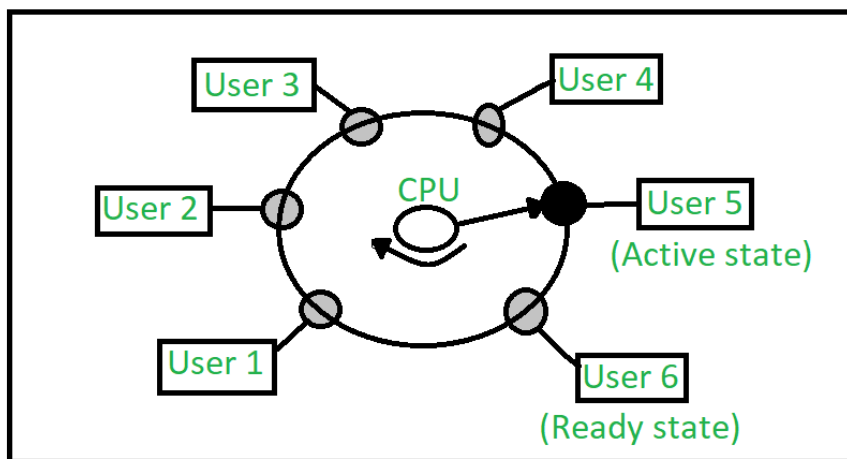 User 3
User 4
CPU
User 2
User 5
(Active state)
User 1
User 6
(Ready state)